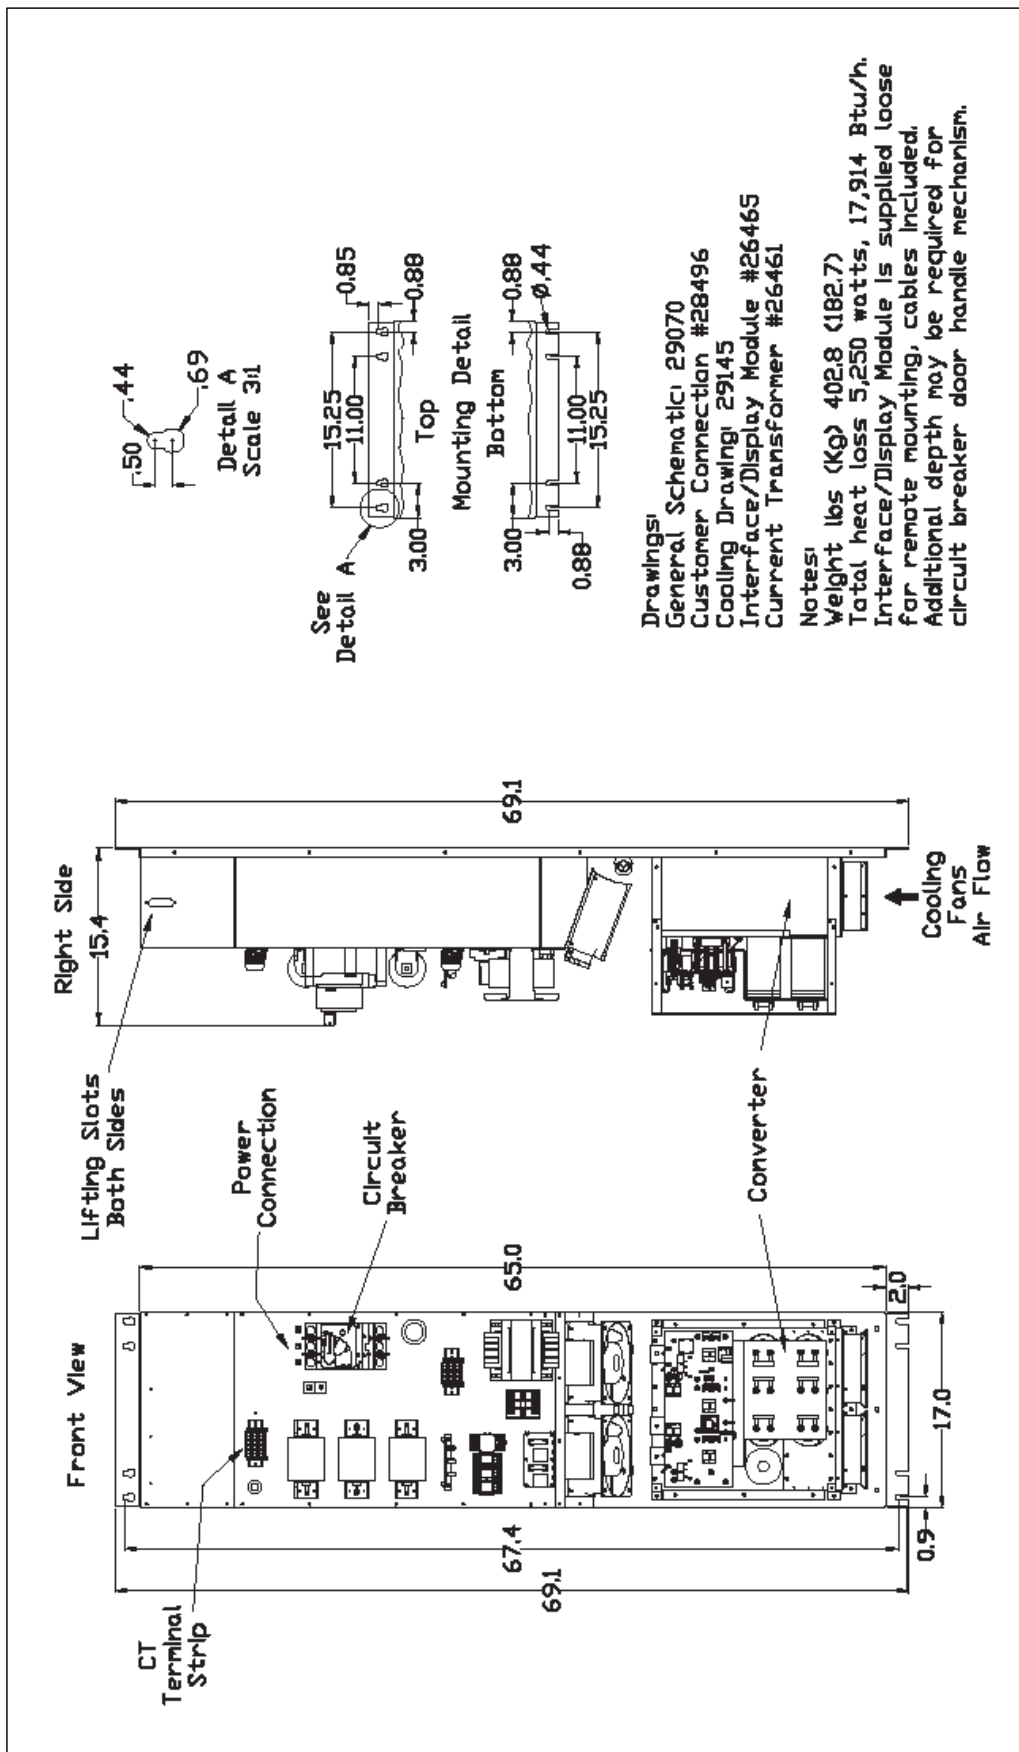 Front View
CT
Terminal
Strip
Power
Connection
Circuit
Breaker
Converter
69.1
67.4
65.0
2.0
17.0
0.9
Right Side
15.4
Lifting Slots
Both Sides
69.1
Cooling
Fans
Air Flow
.50
.44
.69
Detail A
Scale 3:1
See
Detail A
15.25
11.00
0.85
0.88
3.00
Top
Mounting Detail
Bottom
3.00
0.88
0.88
Ø.44
11.00
15.25
Drawings:
General Schematic: 29070
Customer Connection #28496
Cooling Drawing: 29145
Interface/Display Module #26465
Current Transformer #26461
Notes:
Weight lbs (Kg) 402.8 (182.7)
Total heat loss 5,250 watts, 17,914 Btu/h.
Interface/Display Module is supplied loose
for remote mounting, cables included.
Additional depth may be required for
circuit breaker door handle mechanism.